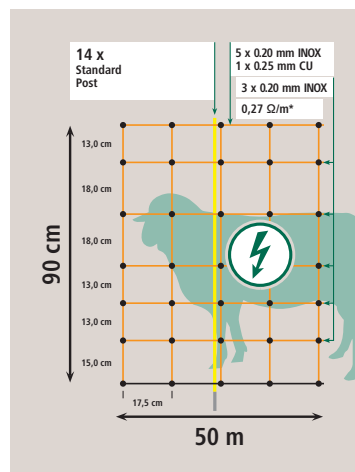 14 x
Standard
Post
5 x 0.20 mm INOX
1 x 0.25 mm CU
3 x 0.20 mm INOX
0,27 Ω/m*
13,0 cm
18,0 cm
18,0 cm
13,0 cm
13,0 cm
15,0 cm
90 cm
17,5 cm
50 m